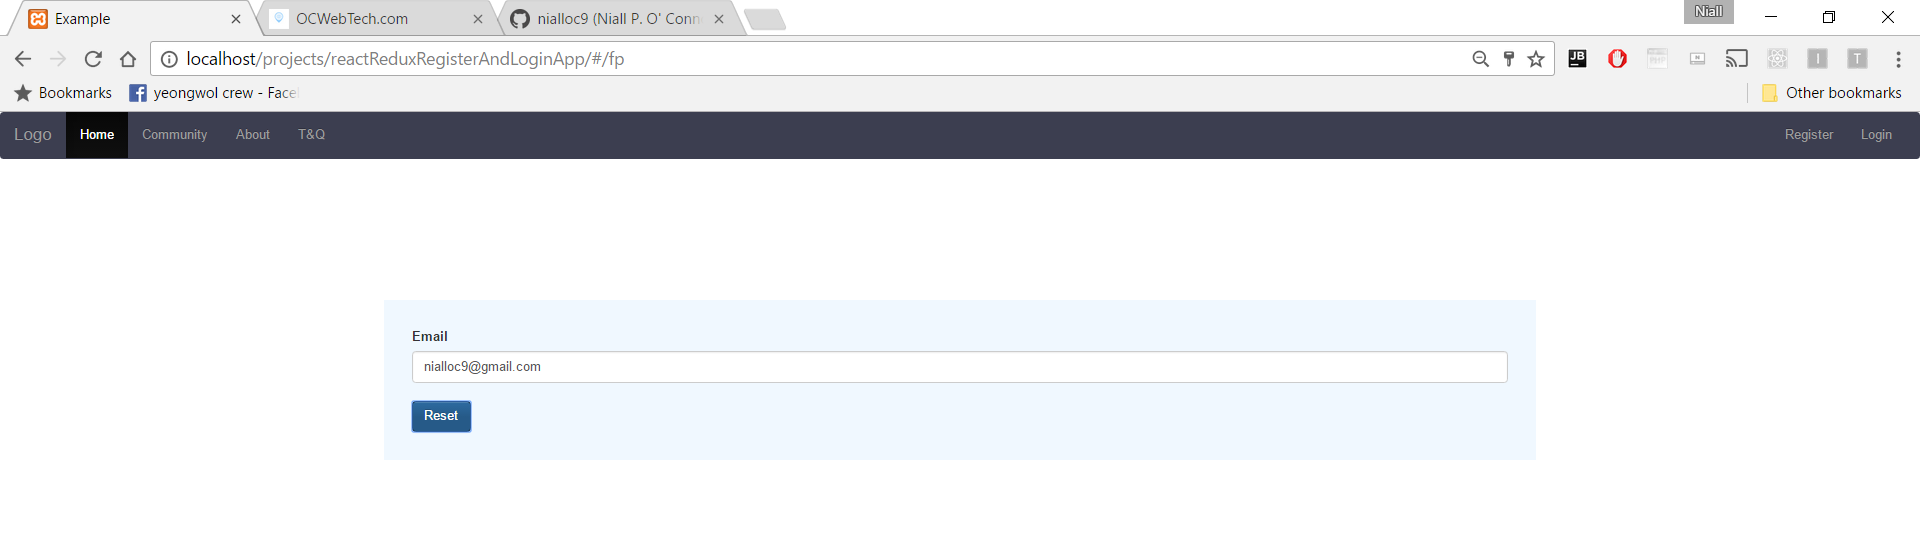 Example
OCWebTech.com
nialloc9 (Niall P. O' Conn
Niall
localhost/projects/reactReduxRegisterAndLoginApp/#/fp
JB
I
T
Bookmarks
yeongwol crew - Face
Other bookmarks
Logo
Home
Community
About
T&Q
Register
Login
Email
nialloc9@gmail.com
Reset